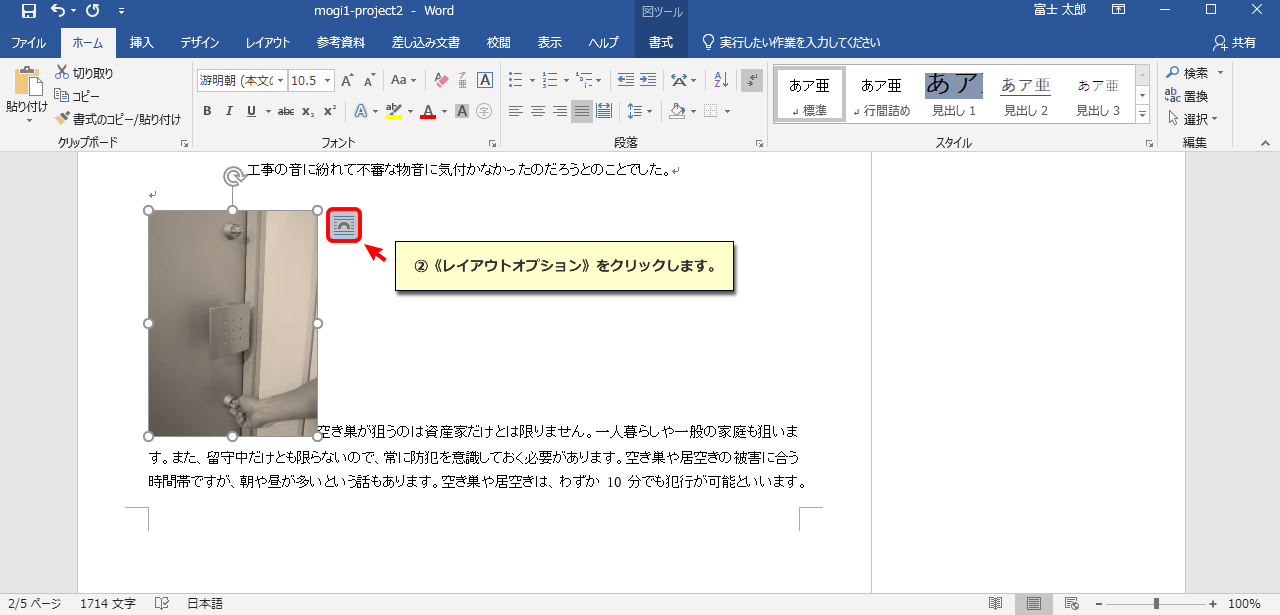 mogi1-project2 - Word
図ツール
富士 太郎
ファイル ホーム 挿入 デザイン レイアウト 参考資料 差し込み文書 校閲 表示 ヘルプ 書式 実行したい作業を入力してください 共有
貼り付け
切り取り
コピー
書式のコピー/貼り付け
クリップボード
游明朝 (本文の 10.5
A A Aa
B I U abc x₂ x²
フォント
段落
あア亜 標準
あア亜 行間詰め
あア 見出し 1
あア亜 見出し 2
あア亜 見出し 3
スタイル
検索
置換
選択
編集
工事の音に紛れて不審な物音に気付かなかったのだろうとのことでした。
②《レイアウトオプション》をクリックします。
空き巣が狙うのは資産家だけとは限りません。一人暮らしや一般の家庭も狙いま
す。また、留守中だけとも限らないので、常に防犯を意識しておく必要があります。空き巣や居空きの被害に合う
時間帯ですが、朝や昼が多いという話もあります。空き巣や居空きは、わずか 10 分でも犯行が可能といいます。
2/5 ページ 1714 文字 日本語 100%